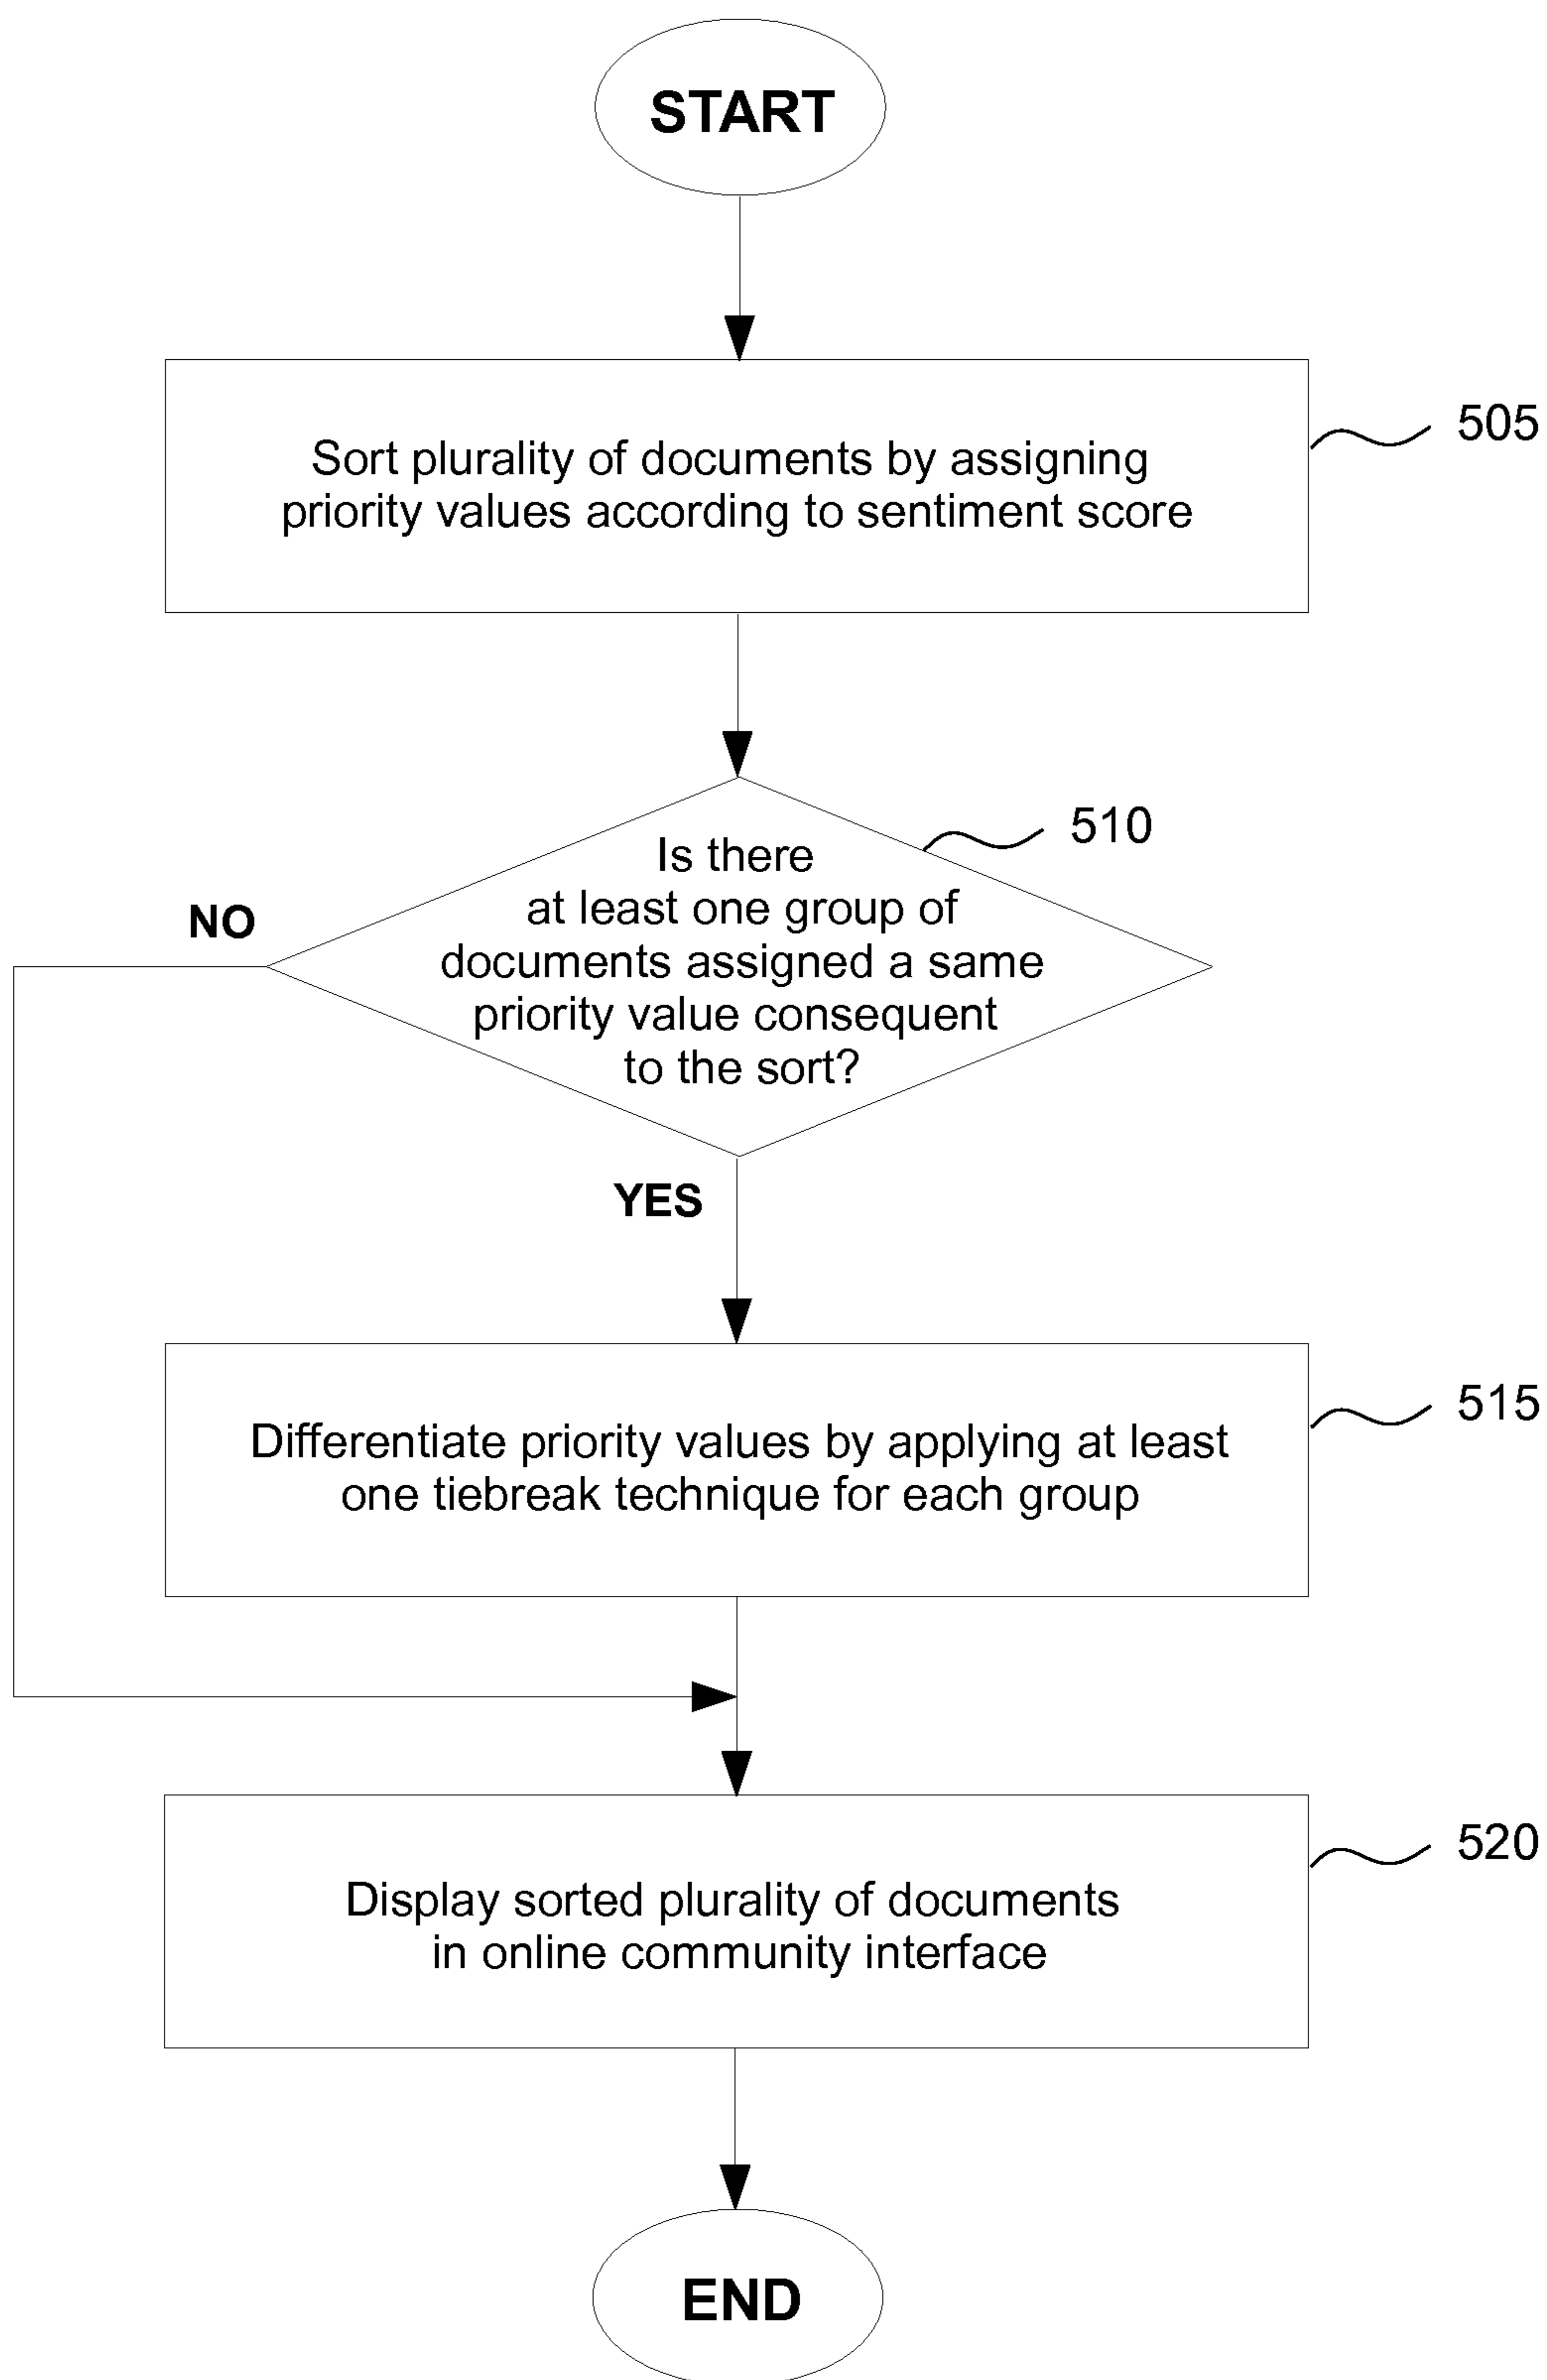 START
Sort plurality of documents by assigning
priority values according to sentiment score
505
Is there
at least one group of
documents assigned a same
priority value consequent
to the sort?
510
NO
YES
Differentiate priority values by applying at least
one tiebreak technique for each group
515
Display sorted plurality of documents
in online community interface
520
END